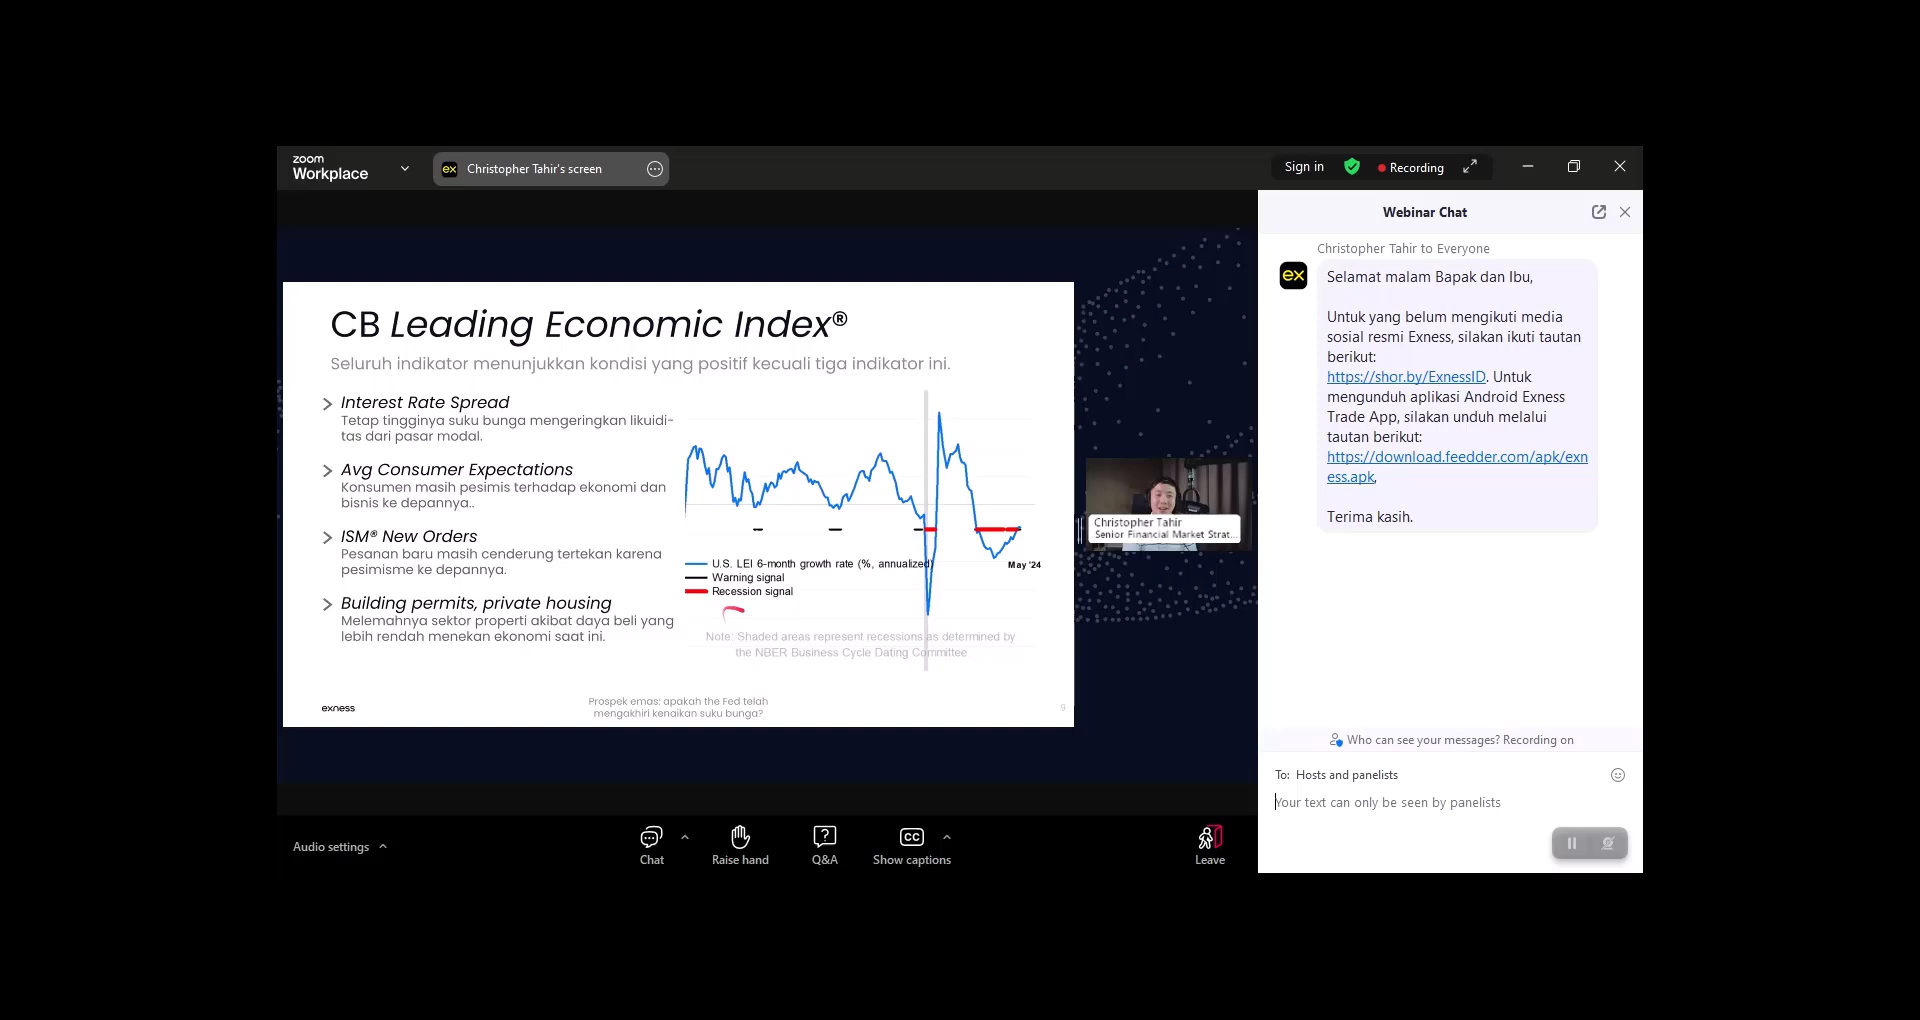 zoom
Workplace
ex
Christopher Tahir's screen
Sign in
Recording
CB Leading Economic Index®
Seluruh indikator menunjukkan kondisi yang positif kecuali tiga indikator ini.
Interest Rate Spread
Tetap tingginya suku bunga mengeringkan likuidi-
tas dari pasar modal.
Avg Consumer Expectations
Konsumen masih pesimis terhadap ekonomi dan
bisnis ke depannya..
ISM® New Orders
Pesanan baru masih cenderung tertekan karena
pesimisme ke depannya.
Building permits, private housing
Melemahnya sektor properti akibat daya beli yang
lebih rendah menekan ekonomi saat ini.
U.S. LEI 6-month growth rate (%, annualized)
Warning signal
Recession signal
May '24
Note: Shaded areas represent recessions as determined by
the NBER Business Cycle Dating Committee
exness
Prospek emas: apakah the Fed telah
mengakhiri kenaikan suku bunga?
9
Christopher Tahir
Senior Financial Market Strat...
Webinar Chat
Christopher Tahir to Everyone
ex
Selamat malam Bapak dan Ibu,
Untuk yang belum mengikuti media
sosial resmi Exness, silakan ikuti tautan
berikut:
https://shor.by/ExnessID. Untuk
mengunduh aplikasi Android Exness
Trade App, silakan unduh melalui
tautan berikut:
https://download.feedder.com/apk/exn
ess.apk,
Terima kasih.
Who can see your messages? Recording on
To: Hosts and panelists
Your text can only be seen by panelists
Audio settings
Chat
Raise hand
Q&A
CC
Show captions
Leave